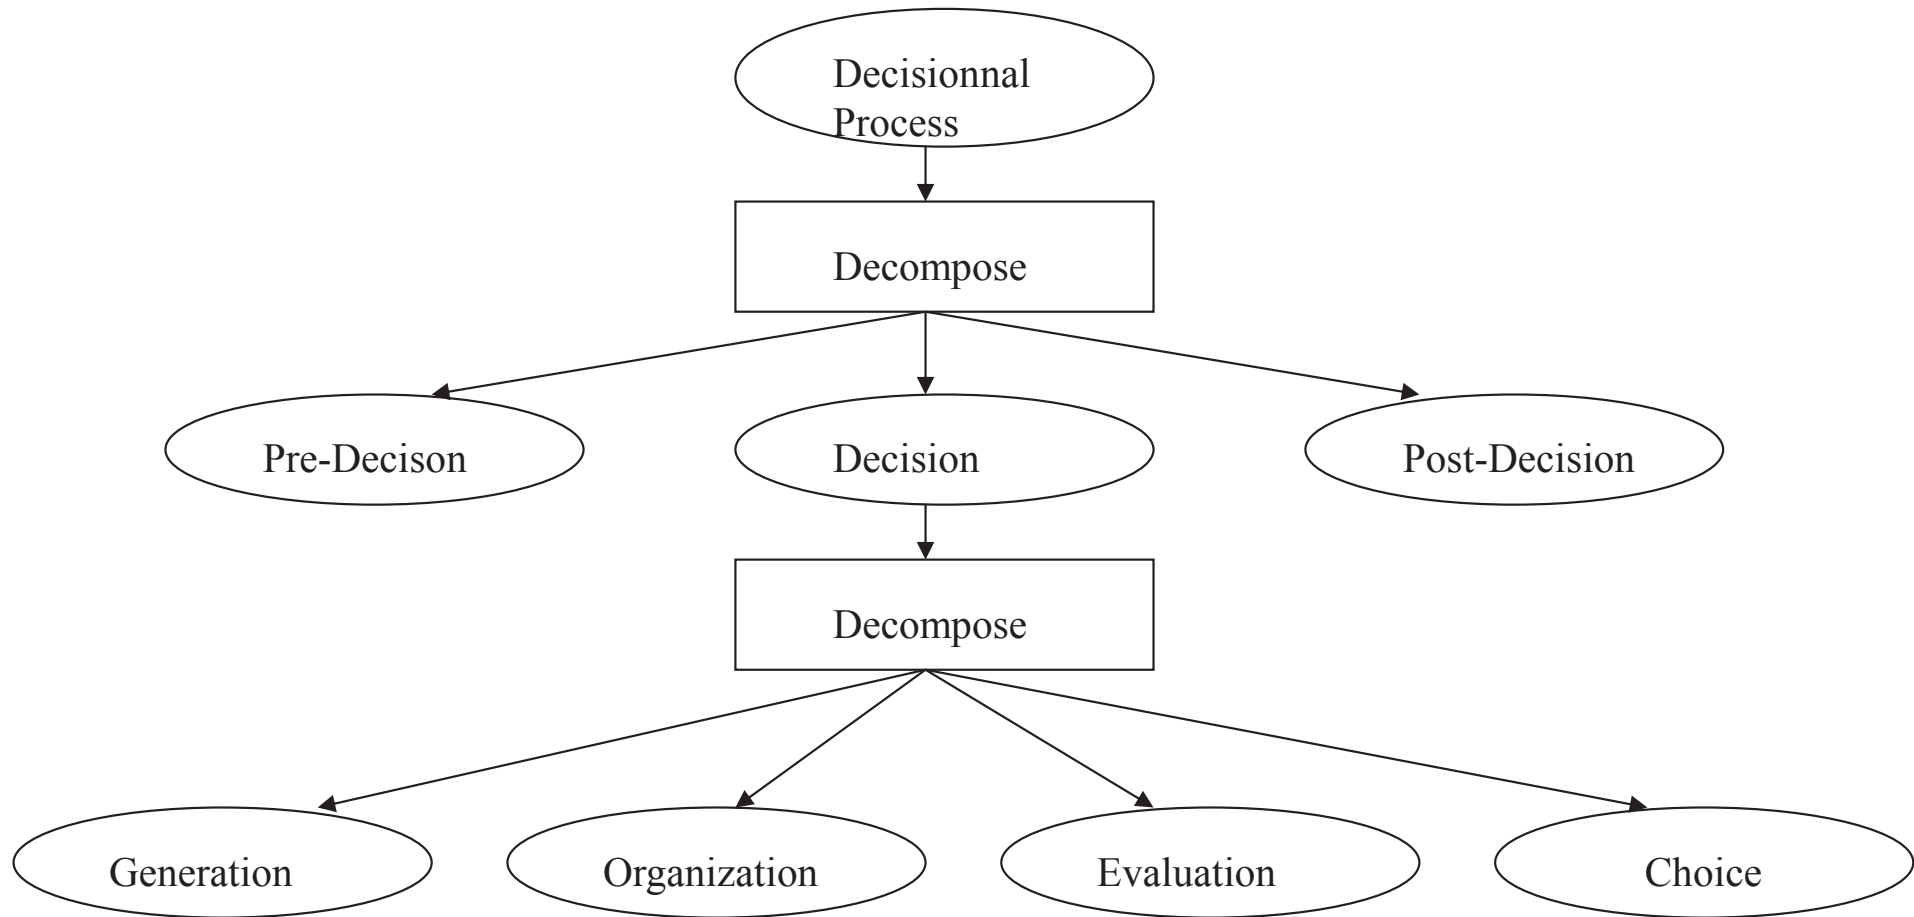 Decisionnal
Process
Decompose
Pre-Decison
Decision
Post-Decision
Decompose
Generation
Organization
Evaluation
Choice